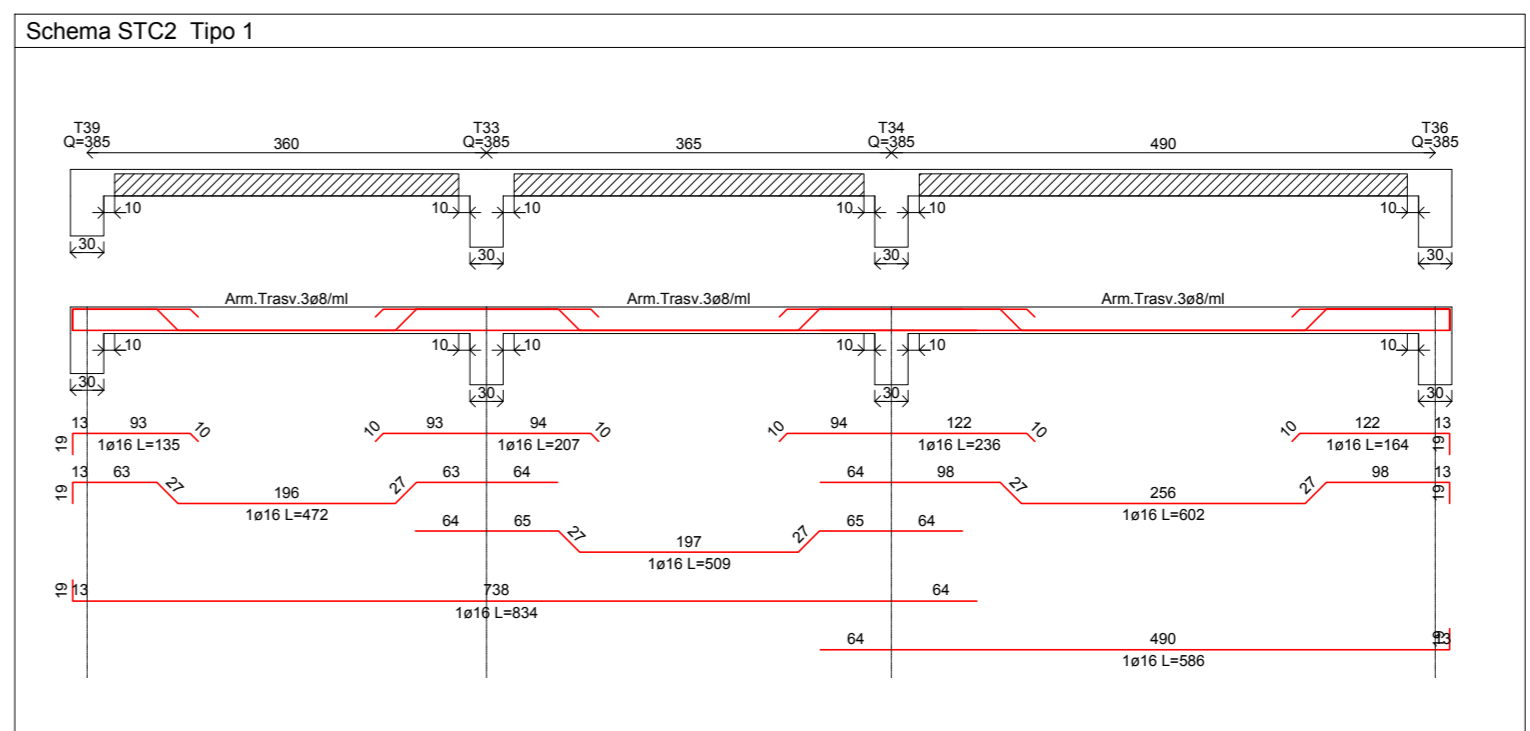 Schema STC2 Tipo 1
T39 T33 T34 T36
Q=385 360 Q=385 365 Q=385 490 Q=385
10 10 10 10 10 10
30 30 30 30
Arm.Trasv.3ø8/ml Arm.Trasv.3ø8/ml Arm.Trasv.3ø8/ml
10 10 10 10 10 10
30 30 30 30
13 93 10 10 93 94 10 10 94 122 10 10 122 13
19 1ø16 L=135 1ø16 L=207 1ø16 L=236 1ø16 L=164 19
13 63 27 196 27 63 64 64 98 27 256 27 98 13
19 1ø16 L=472 1ø16 L=602 19
64 65 27 197 27 65 64
1ø16 L=509
19 13 738 64
1ø16 L=834
64 490 13 19
1ø16 L=586